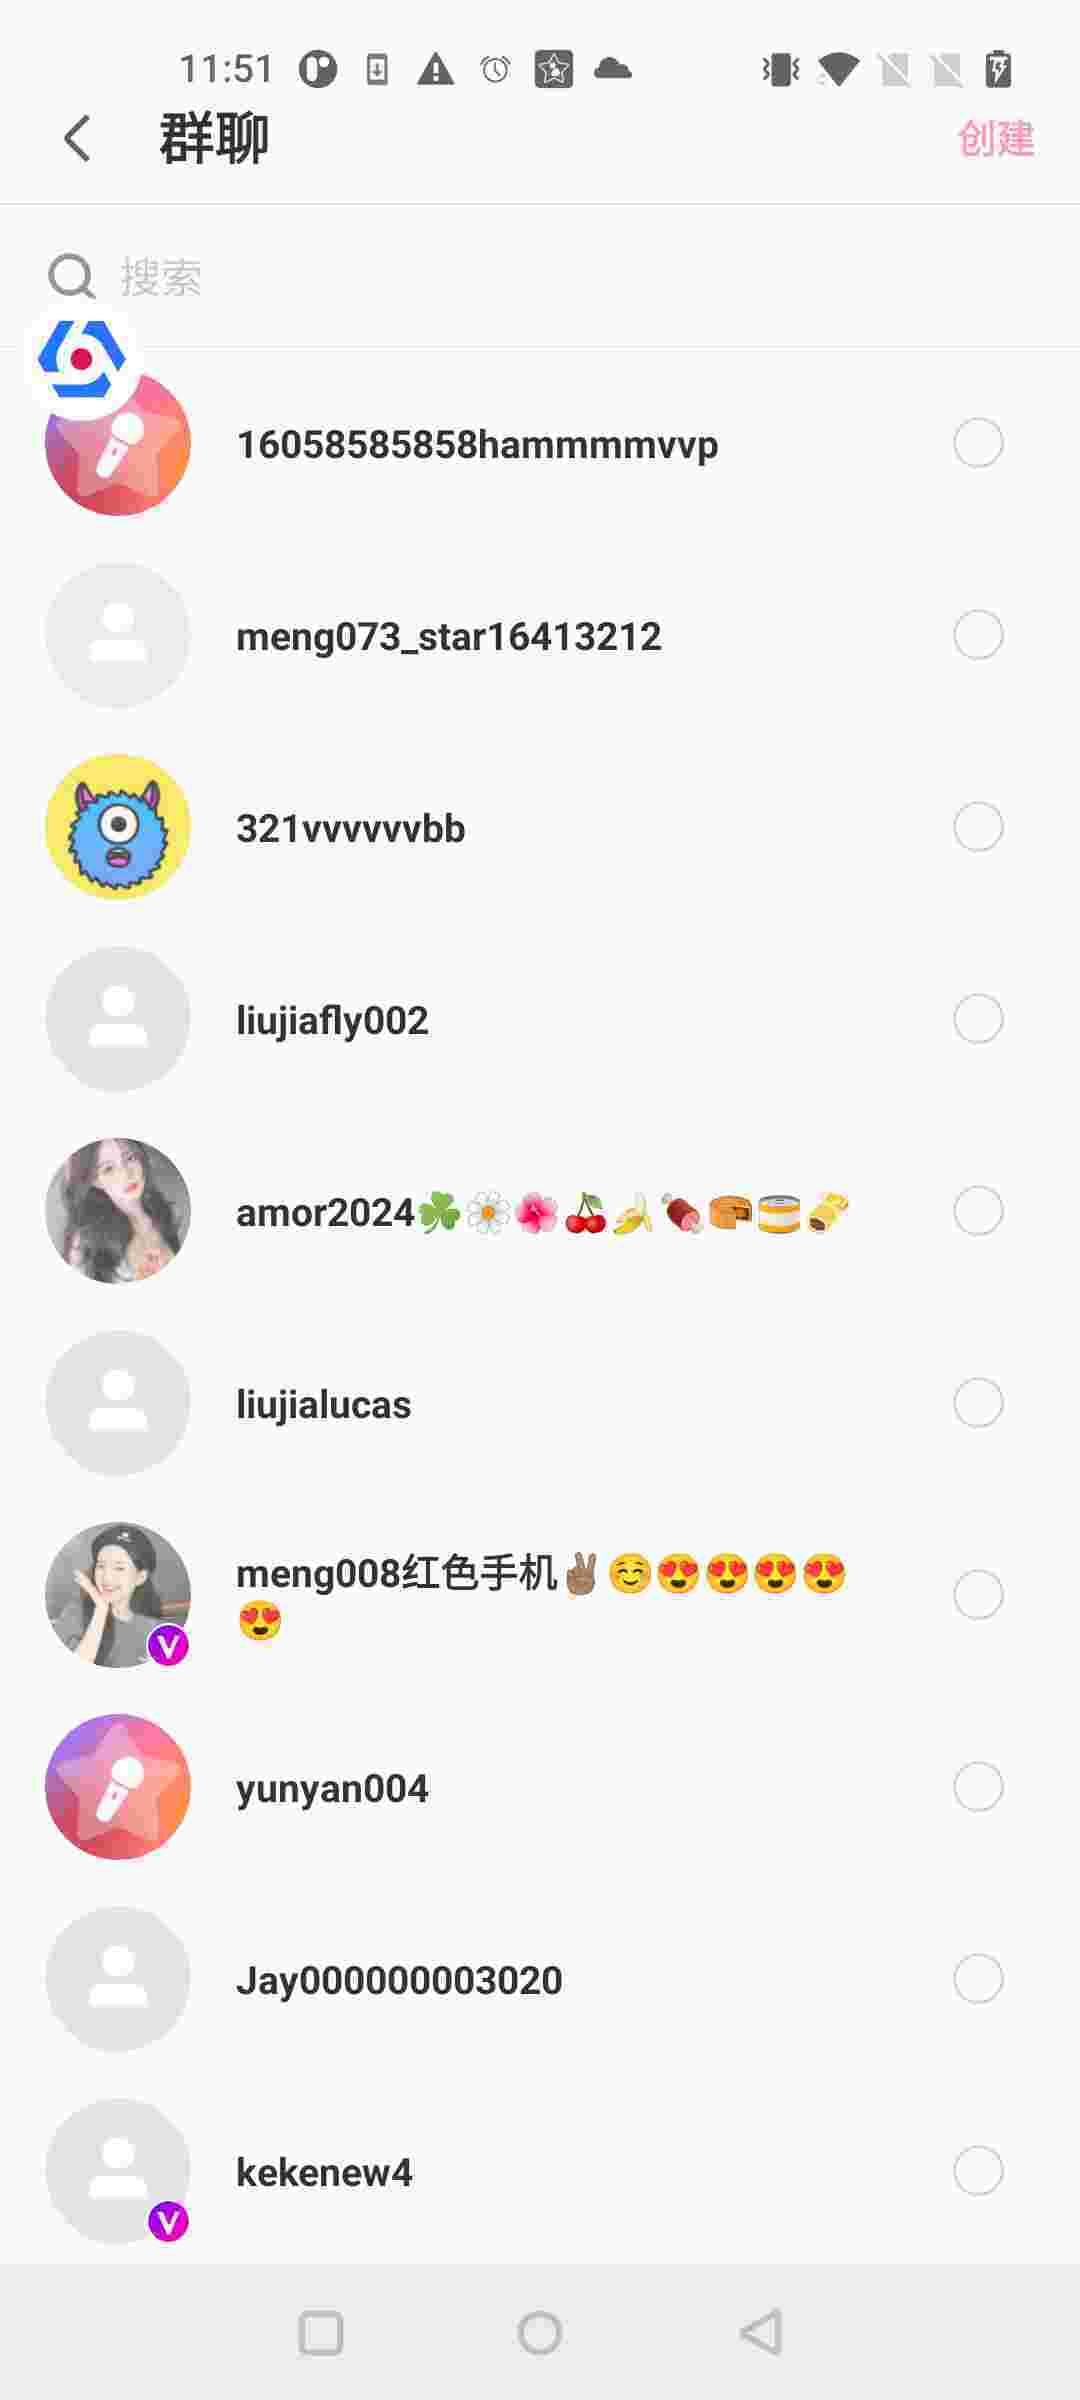 11:51
群聊
创建
搜索
16058585858hammmmvvp
meng073_star16413212
321vvvvvvbb
liujiafly002
amor2024☘️🌼🌺🍒🍌🍖🥮🥫🫔
liujialucas
meng008红色手机✌🏽☺️😍😍😍😍
😍
yunyan004
Jay000000003020
kekenew4